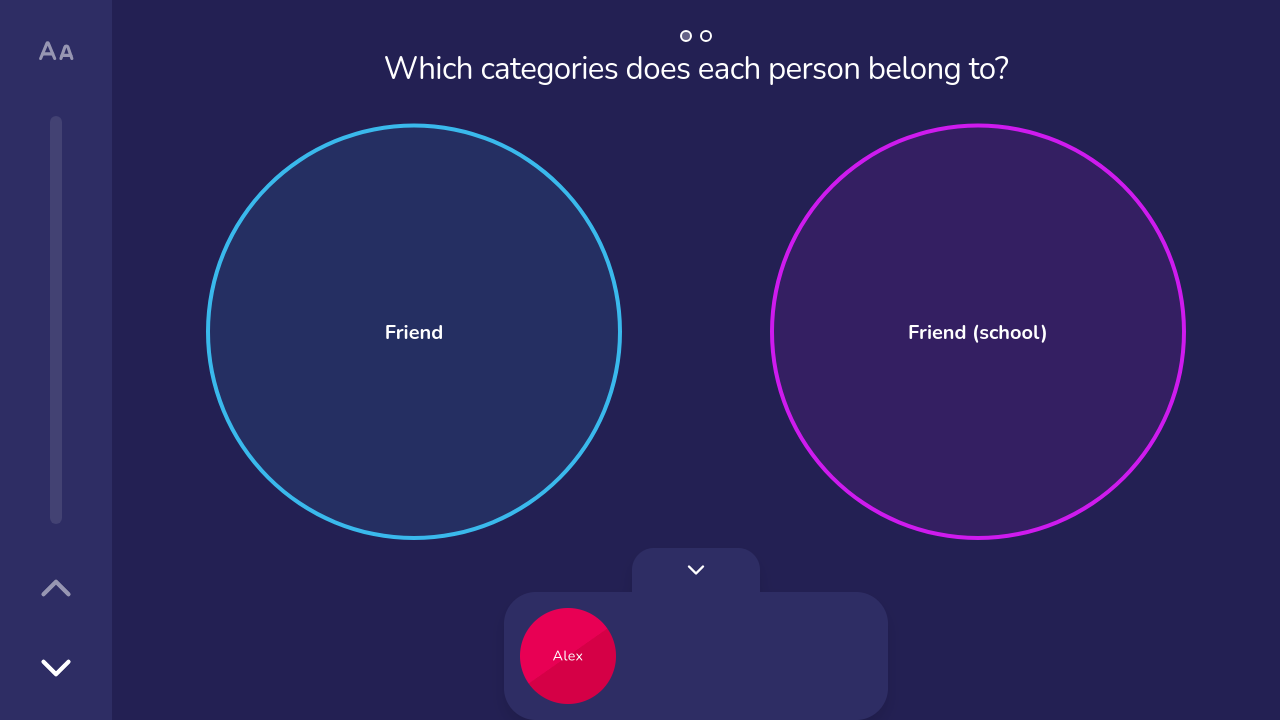 AA
Which categories does each person belong to?
Friend
Friend (school)
Alex